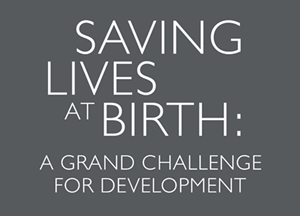 SAVING
LIVES
AT BIRTH:
A GRAND CHALLENGE
FOR DEVELOPMENT